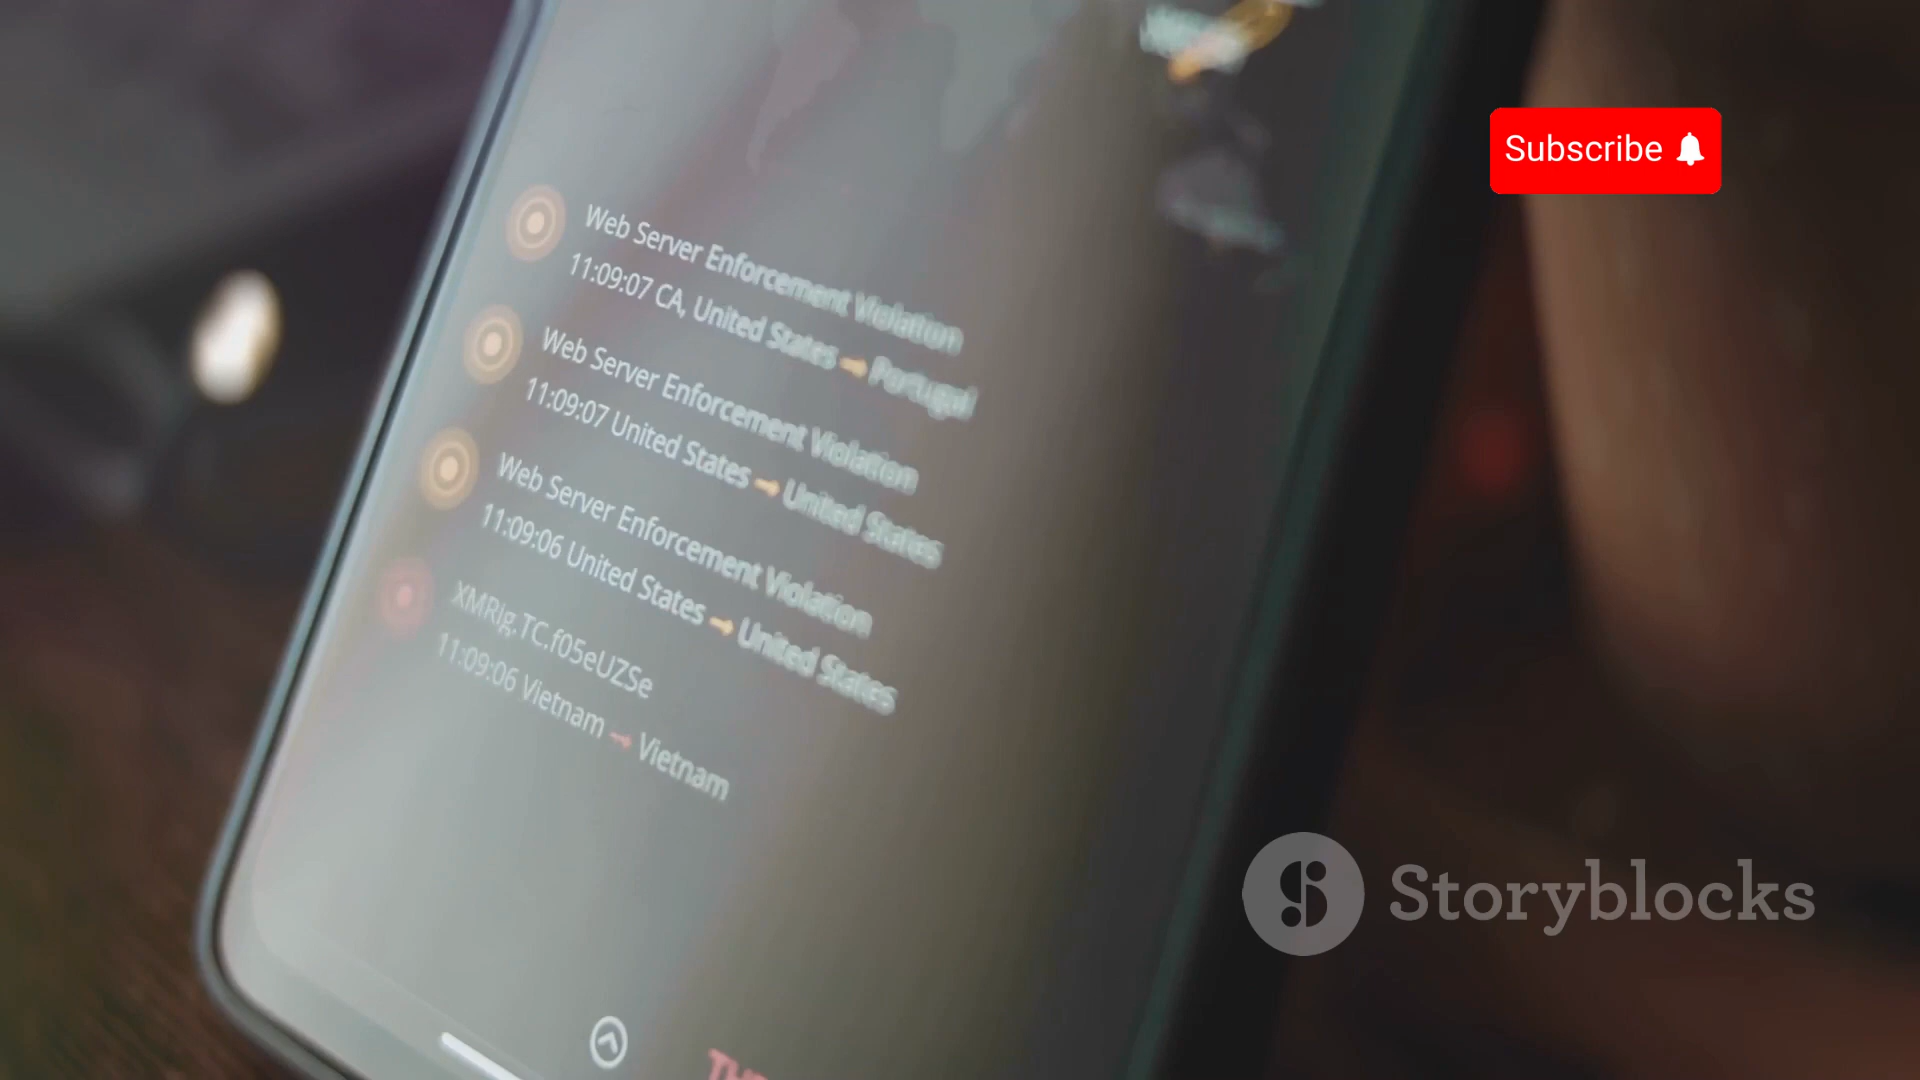 Subscribe
Web Server Enforcement Violation
11:09:07 CA, United States → Portugal
Web Server Enforcement Violation
11:09:07 United States → United States
Web Server Enforcement Violation
11:09:06 United States → United States
XMRig.TC.f05eUZSe
11:09:06 Vietnam → Vietnam
Storyblocks